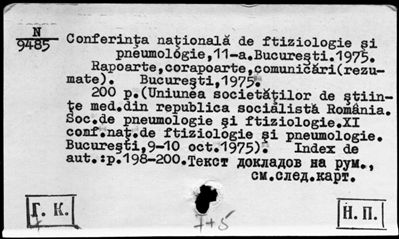 N
9485
Conferința națională de ftiziologie și
pneumologie,11-a.București.1975.
Rapoarte,corapoarte,comunicări(rezu-
mate). București,1975.
200 p.(Uniunea societăților de știin-
țe med.din republica socialistă România.
Soc.de pneumologie și ftiziologie.XI
conf.naț.de ftiziologie și pneumologie.
București,9-10 oct.1975). Index de
aut.:p.198-200.Текст докладов на рум.,
см.след.карт.
Г. К.
Н. П.
I+5